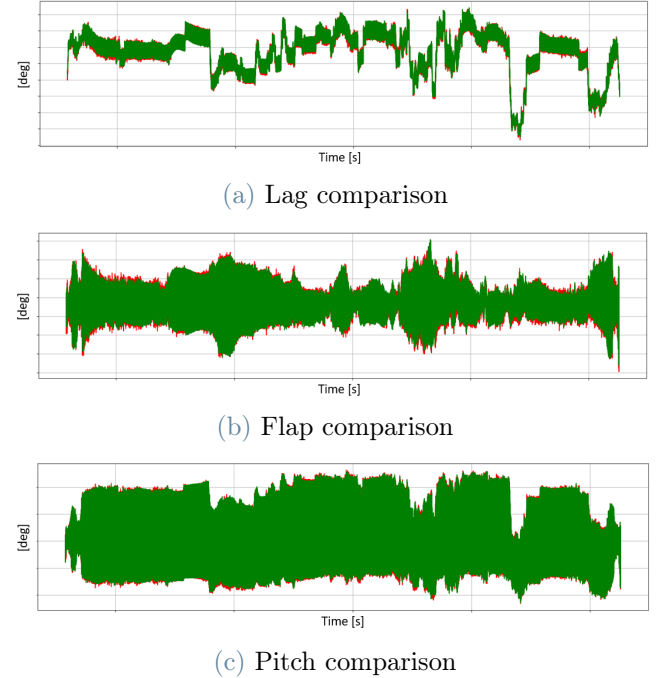 [deg]
Time [s]
(a) Lag comparison
[deg]
Time [s]
(b) Flap comparison
[deg]
Time [s]
(c) Pitch comparison